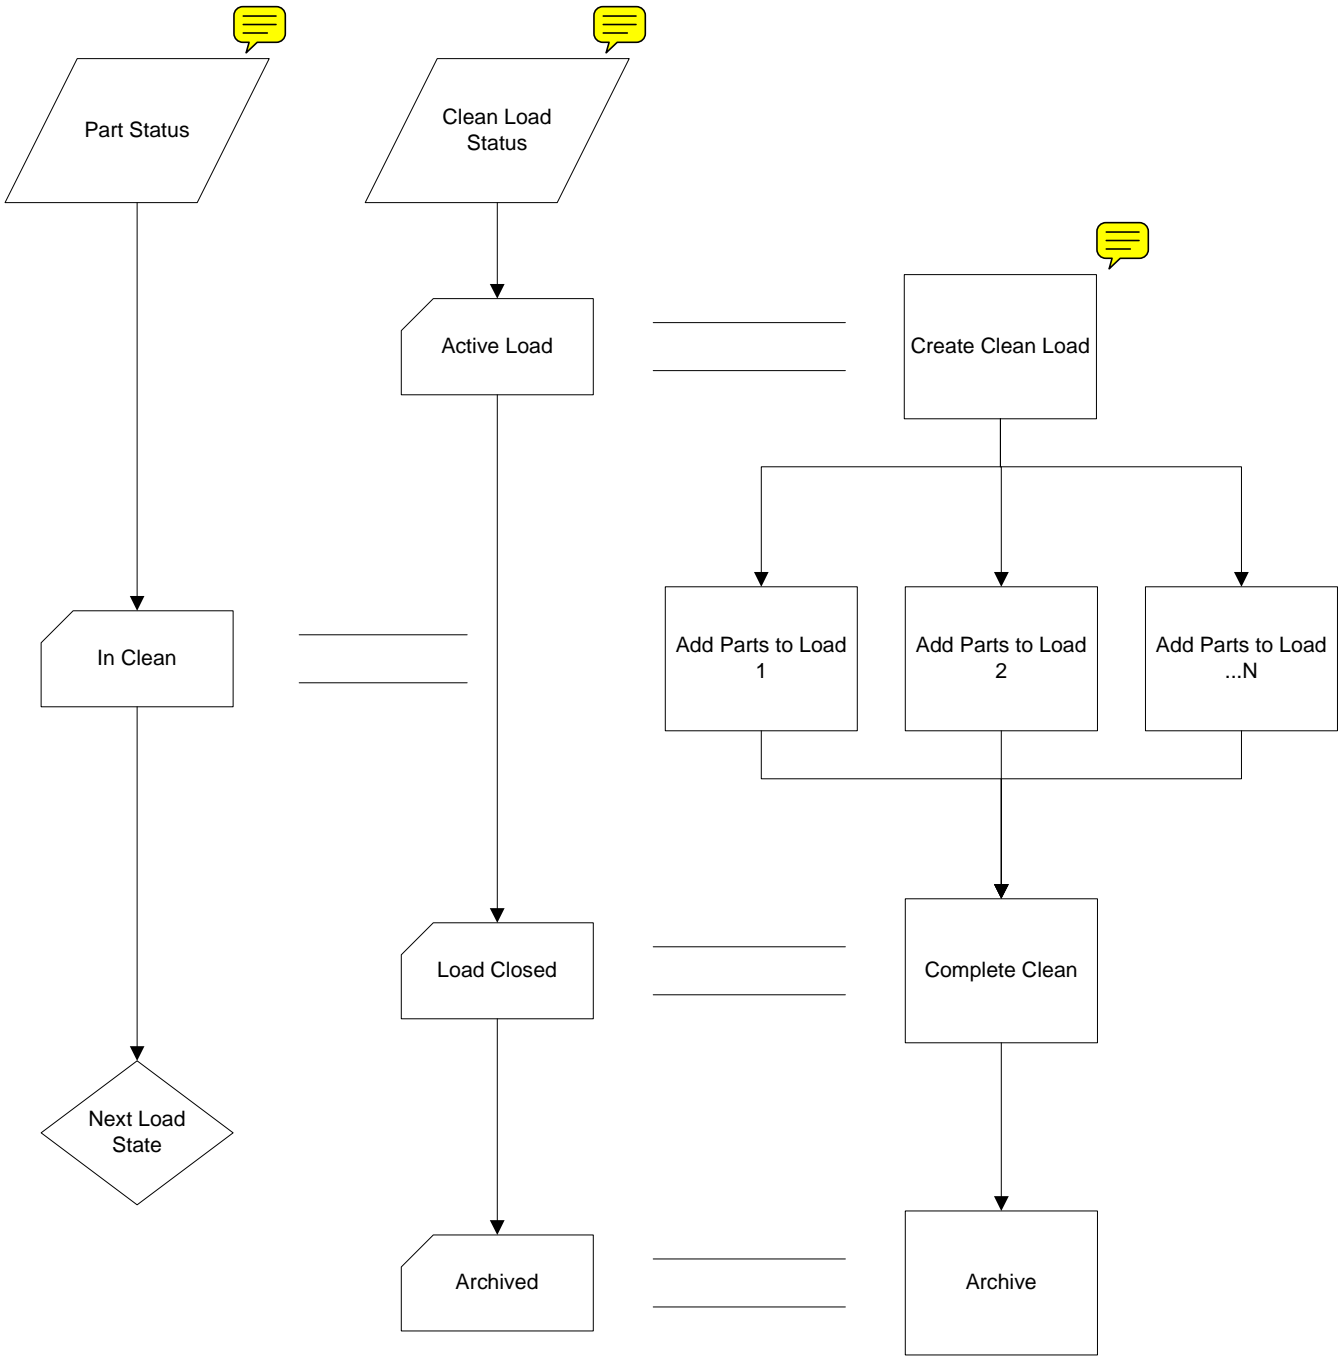 Part Status
Clean Load
Status
Active Load
Create Clean Load
In Clean
Add Parts to Load
1
Add Parts to Load
2
Add Parts to Load
...N
Load Closed
Complete Clean
Next Load
State
Archived
Archive